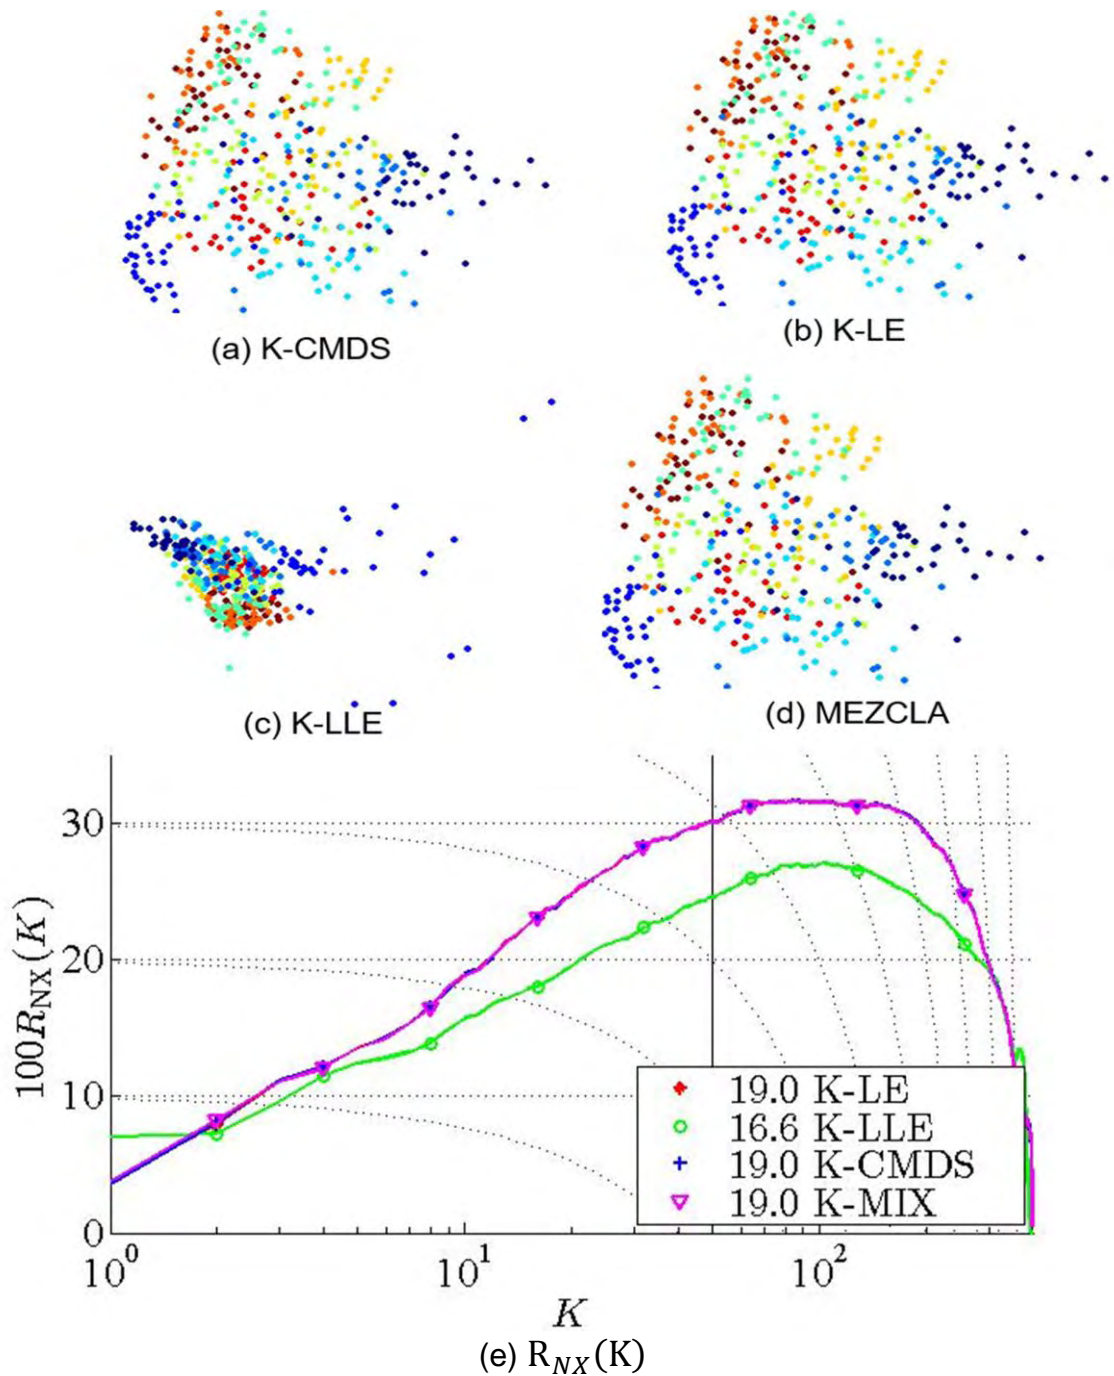 (a) K-CMDS
(b) K-LE
(c) K-LLE
(d) MEZCLA
30
20
10
0
100R_NX(K)
19.0 K-LE
16.6 K-LLE
19.0 K-CMDS
19.0 K-MIX
10^0
10^1
10^2
K
(e) R_NX(K)